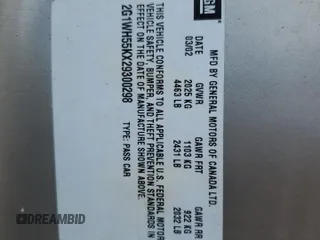 GM
MFD BY GENERAL MOTORS OF CANADA LTD.
DATE GVWR GAWR FRT GAWR RR
03/02 2025 KG 1103 KG 922 KG
4463 LB 2431 LB 2032 LB
THIS VEHICLE CONFORMS TO ALL APPLICABLE U.S. FEDERAL MOTOR
VEHICLE SAFETY, BUMPER, AND THEFT PREVENTION STANDARDS IN
EFFECT ON THE DATE OF MANUFACTURE SHOWN ABOVE.
2G1WH55KX29300298 TYPE: PASS CAR
DREAMBID